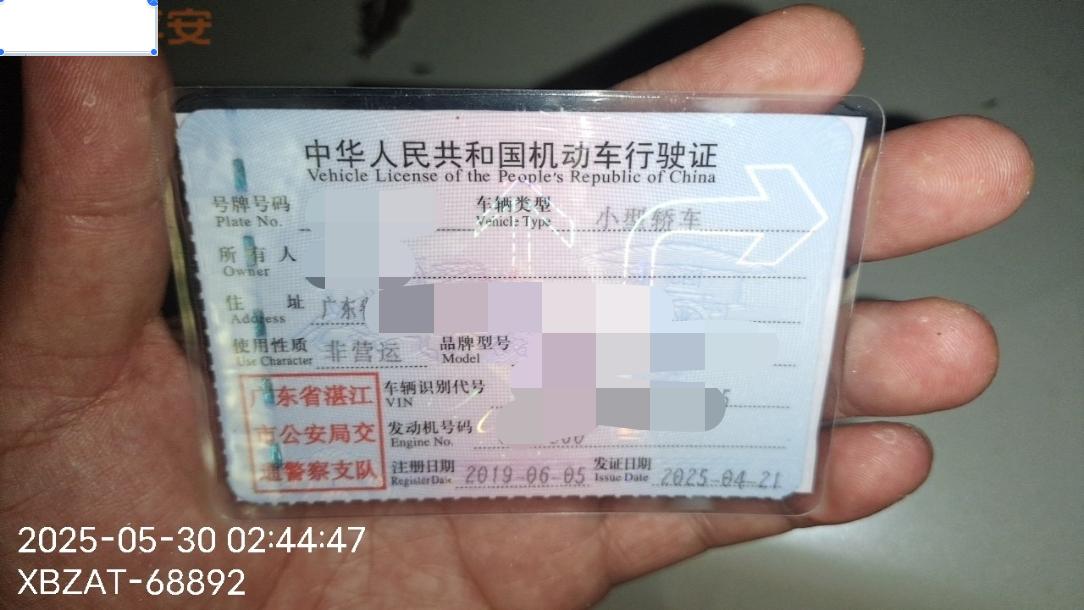 安
中华人民共和国机动车行驶证
Vehicle License of the People's Republic of China
号牌号码
Plate No.
车辆类型 小型轿车
Vehicle Type
所有人
Owner
住址 广东
Address
使用性质 非营运 品牌型号
Use Character Model
广东省湛江
市公安局交
通警察支队
车辆识别代号
VIN
发动机号码
Engine No.
注册日期 2019-06-05 发证日期 2025-04-21
Register Date Issue Date
2025-05-30 02:44:47
XBZAT-68892